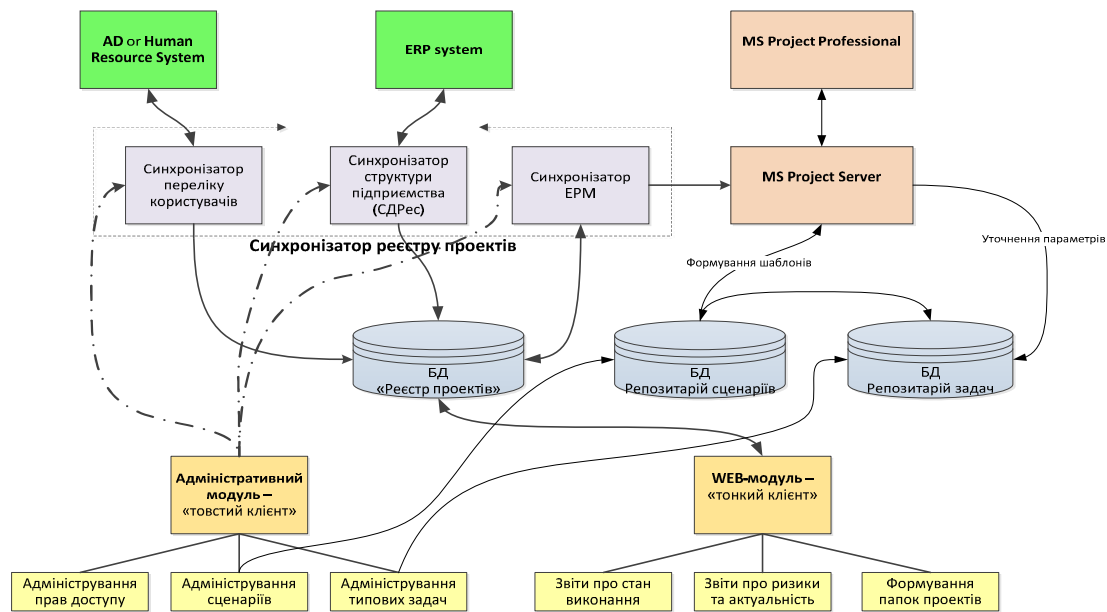 AD or Human
Resource System
ERP system
MS Project Professional
Синхронізатор
переліку
користувачів
Синхронізатор
структури
підприємства
(СДРес)
Синхронізатор
EPM
MS Project Server
Синхронізатор реєстру проектів
Уточнення параметрів
Формування шаблонів
БД
«Реєстр проектів»
БД
Репозитарій сценаріїв
БД
Репозитарій задач
Адміністративний
модуль –
«товстий клієнт»
WEB-модуль –
«тонкий клієнт»
Адміністрування
прав доступу
Адміністрування
сценаріїв
Адміністрування
типових задач
Звіти про стан
виконання
Звіти про ризики
та актуальність
Формування
папок проектів